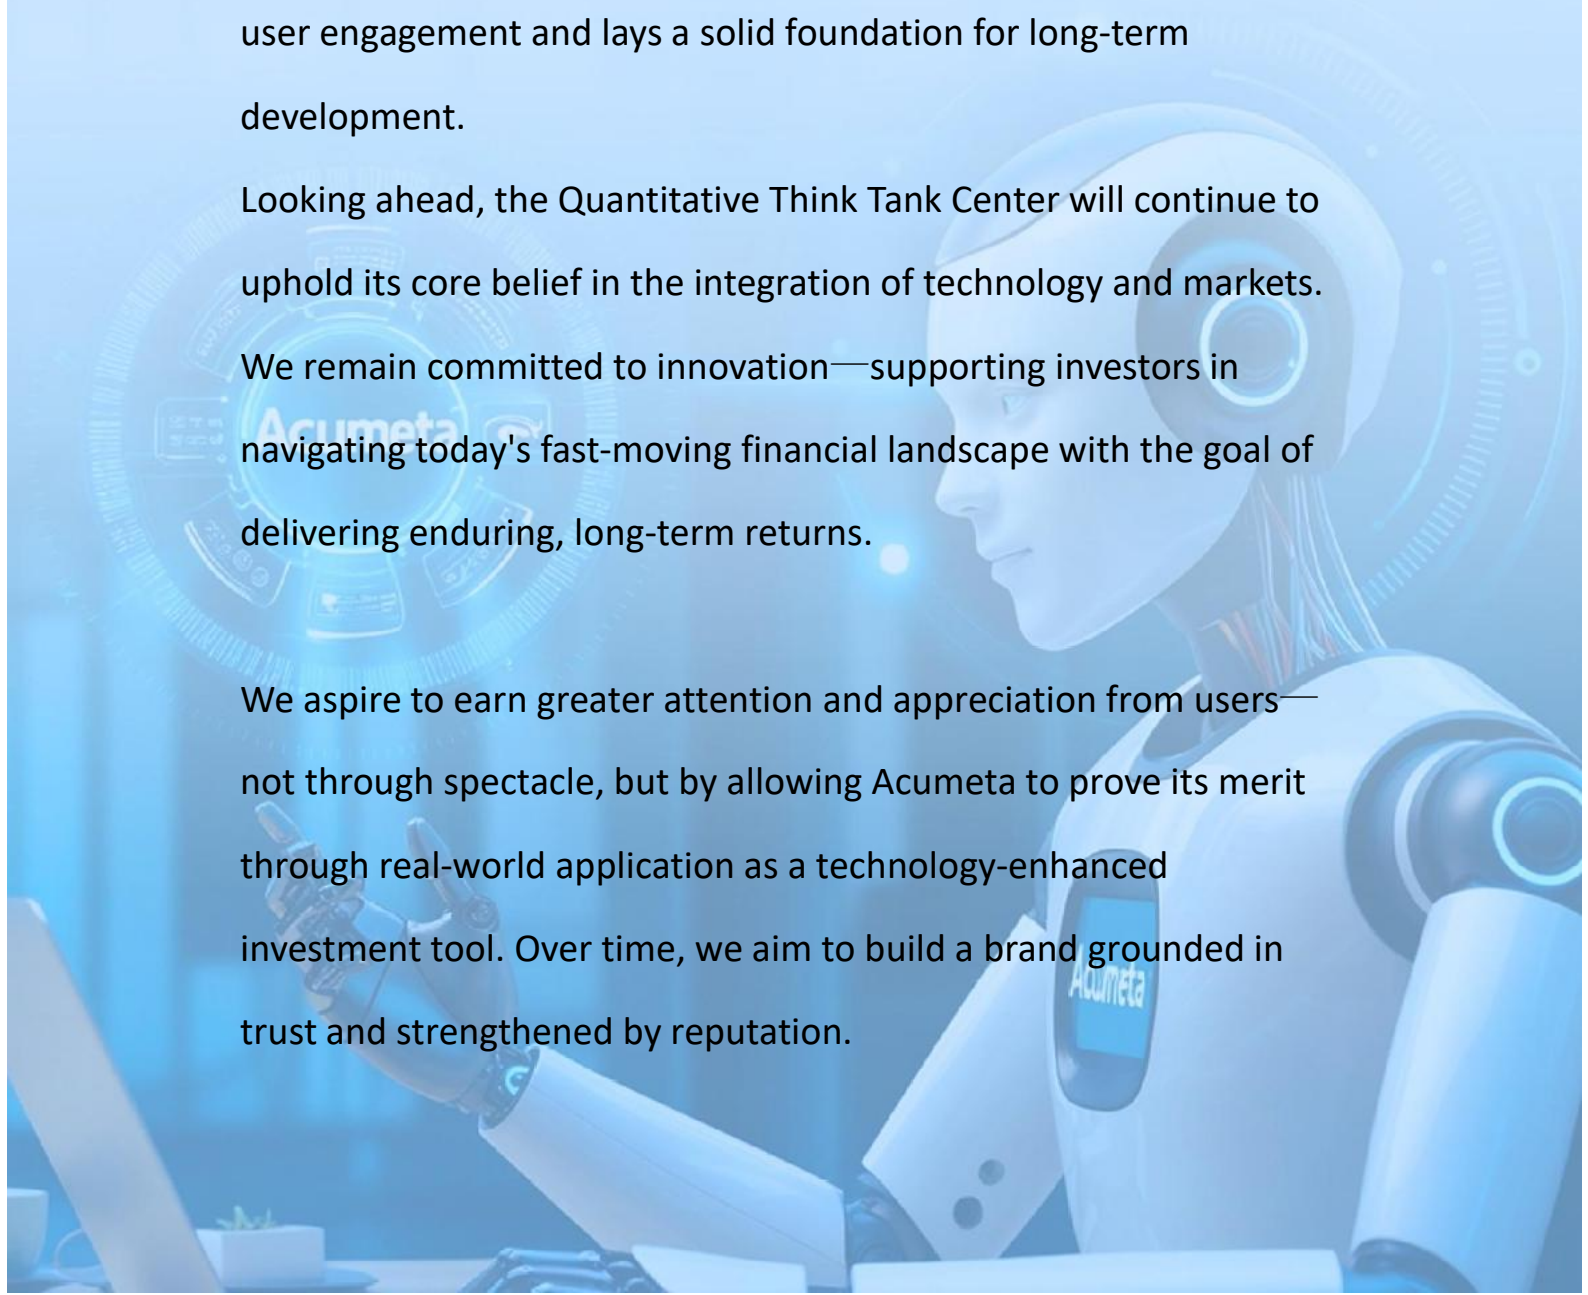 user engagement and lays a solid foundation for long-term
development.
Looking ahead, the Quantitative Think Tank Center will continue to
uphold its core belief in the integration of technology and markets.
We remain committed to innovation—supporting investors in
navigating today's fast-moving financial landscape with the goal of
delivering enduring, long-term returns.
We aspire to earn greater attention and appreciation from users—
not through spectacle, but by allowing Acumeta to prove its merit
through real-world application as a technology-enhanced
investment tool. Over time, we aim to build a brand grounded in
trust and strengthened by reputation.
Acumeta
Acumeta